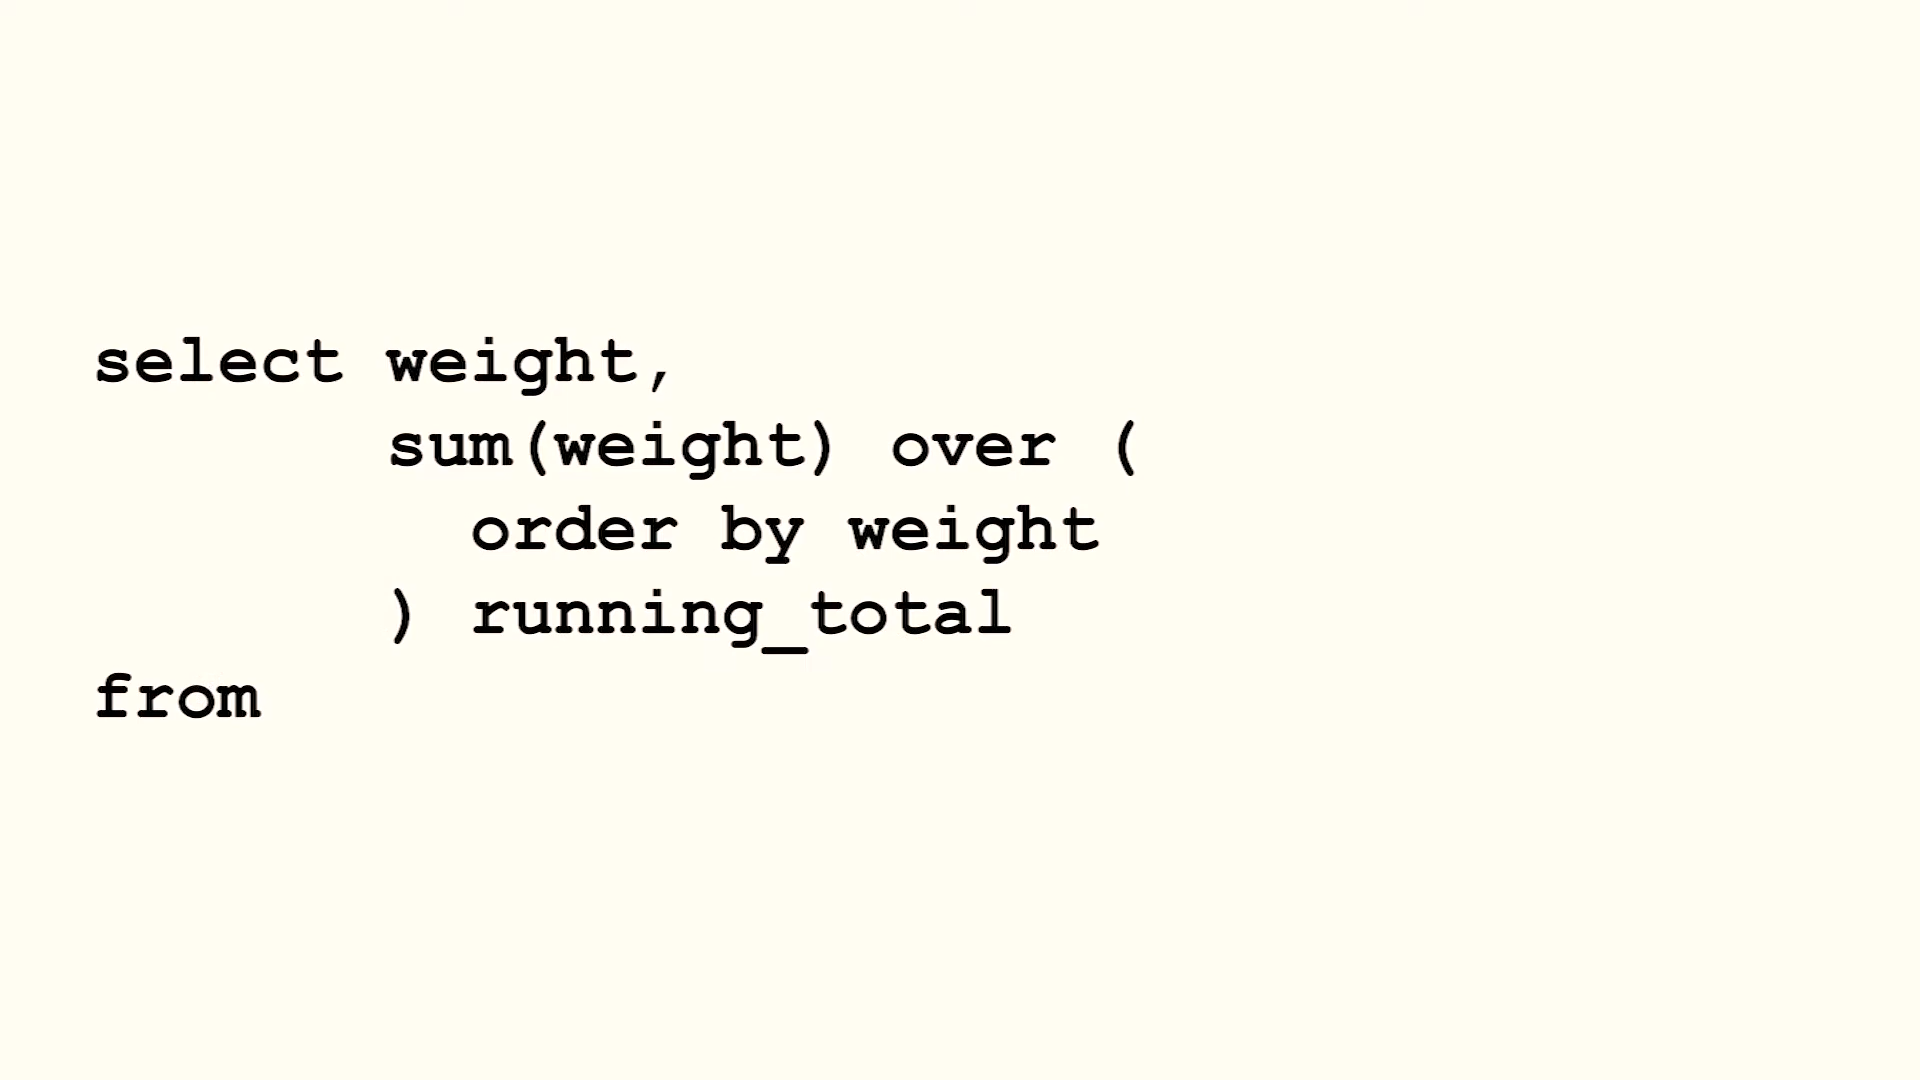 select weight,
       sum(weight) over (
         order by weight
       ) running_total
from